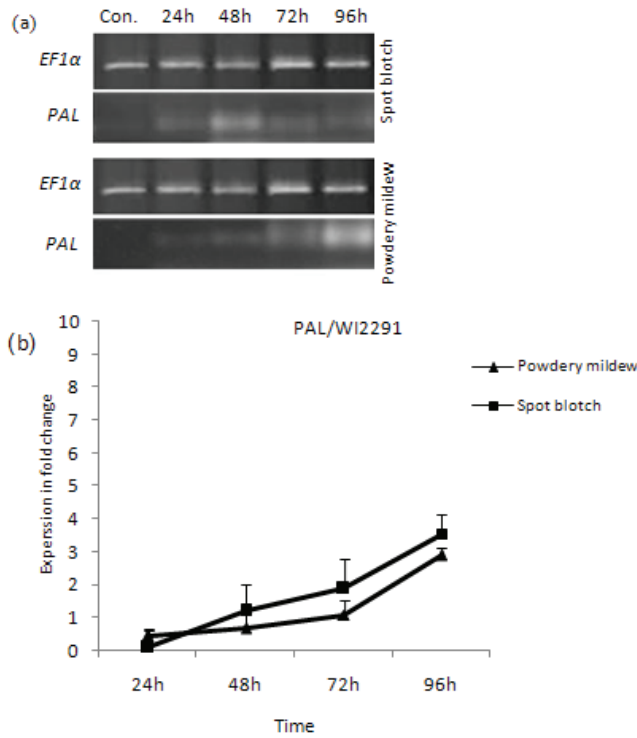 (a)
Con. 24h 48h 72h 96h
EF1α
PAL
Spot blotch
EF1α
PAL
Powdery mildew
(b)
PAL/WI2291
Powdery mildew
Spot blotch
Experssion in fold change
10
9
8
7
6
5
4
3
2
1
0
24h 48h 72h 96h
Time